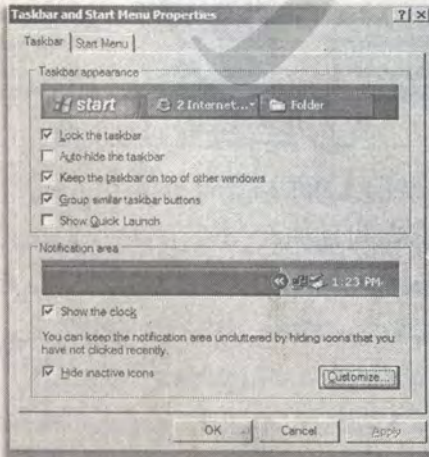 Taskbar and Start Menu Properties
Taskbar Start Menu
Taskbar appearance
start 2 Internet... Folder
Lock the taskbar
Auto-hide the taskbar
Keep the taskbar on top of other windows
Group similar taskbar buttons
Show Quick Launch
Notification area
1:23 PM
Show the clock
You can keep the notification area uncluttered by hiding icons that you
have not clicked recently.
Hide inactive icons
Customize...
OK Cancel Apply